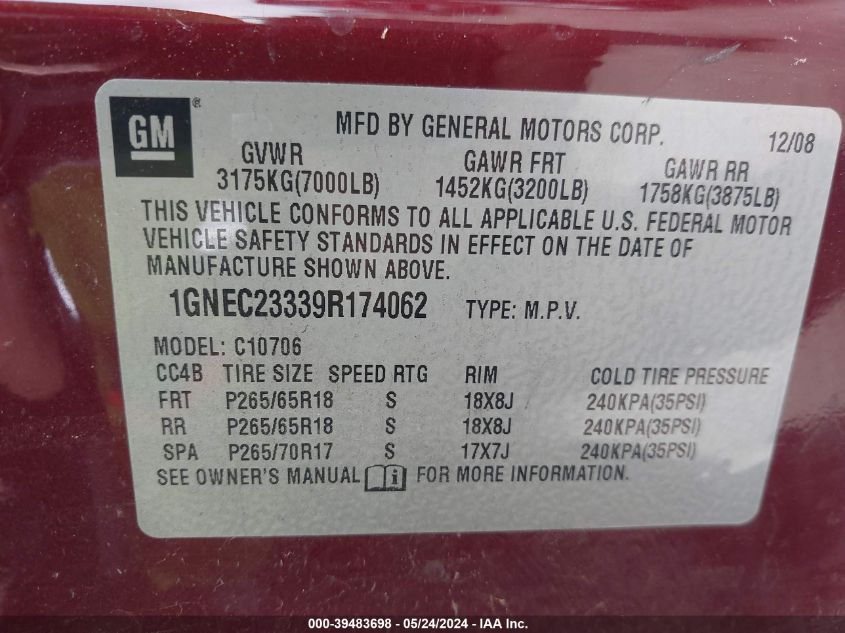 GM ®
MFD BY GENERAL MOTORS CORP. 12/08
GVWR GAWR FRT GAWR RR
3175KG(7000LB) 1452KG(3200LB) 1758KG(3875LB)
THIS VEHICLE CONFORMS TO ALL APPLICABLE U.S. FEDERAL MOTOR
VEHICLE SAFETY STANDARDS IN EFFECT ON THE DATE OF
MANUFACTURE SHOWN ABOVE.
1GNEC23339R174062 TYPE: M.P.V.
MODEL: C10706
CC4B TIRE SIZE SPEED RTG RIM COLD TIRE PRESSURE
FRT P265/65R18 S 18X8J 240KPA(35PSI)
RR P265/65R18 S 18X8J 240KPA(35PSI)
SPA P265/70R17 S 17X7J 240KPA(35PSI)
SEE OWNER'S MANUAL i FOR MORE INFORMATION.
000-39483698 - 05/24/2024 - IAA Inc.